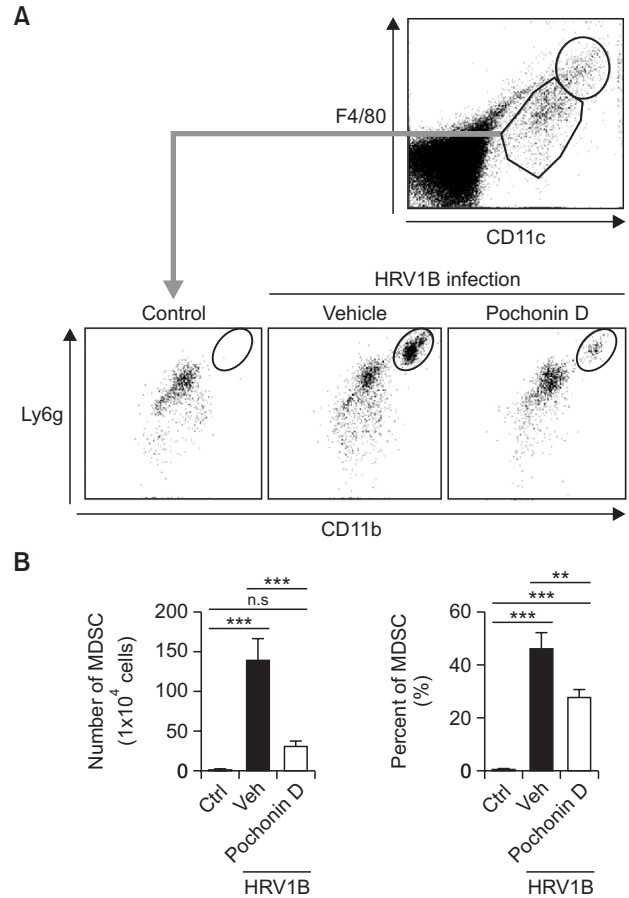 A
F4/80
CD11c
HRV1B infection
Control
Vehicle
Pochonin D
Ly6g
CD11b
B
***
n.s
***
Number of MDSC
(1x10⁴ cells)
200
150
100
50
0
Ctrl
Veh
Pochonin D
HRV1B
**
***
***
Percent of MDSC
(%)
60
40
20
0
Ctrl
Veh
Pochonin D
HRV1B